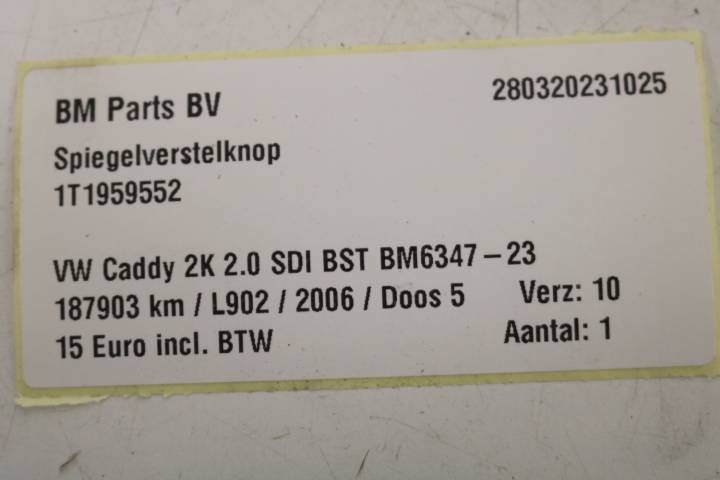 BM Parts BV 280320231025
Spiegelverstelknop
1T1959552
VW Caddy 2K 2.0 SDI BST BM6347-23
187903 km / L902 / 2006 / Doos 5 Verz: 10
15 Euro incl. BTW Aantal: 1